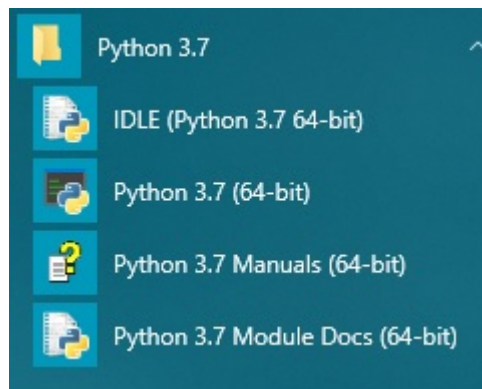 Python 3.7
IDLE (Python 3.7 64-bit)
Python 3.7 (64-bit)
Python 3.7 Manuals (64-bit)
Python 3.7 Module Docs (64-bit)